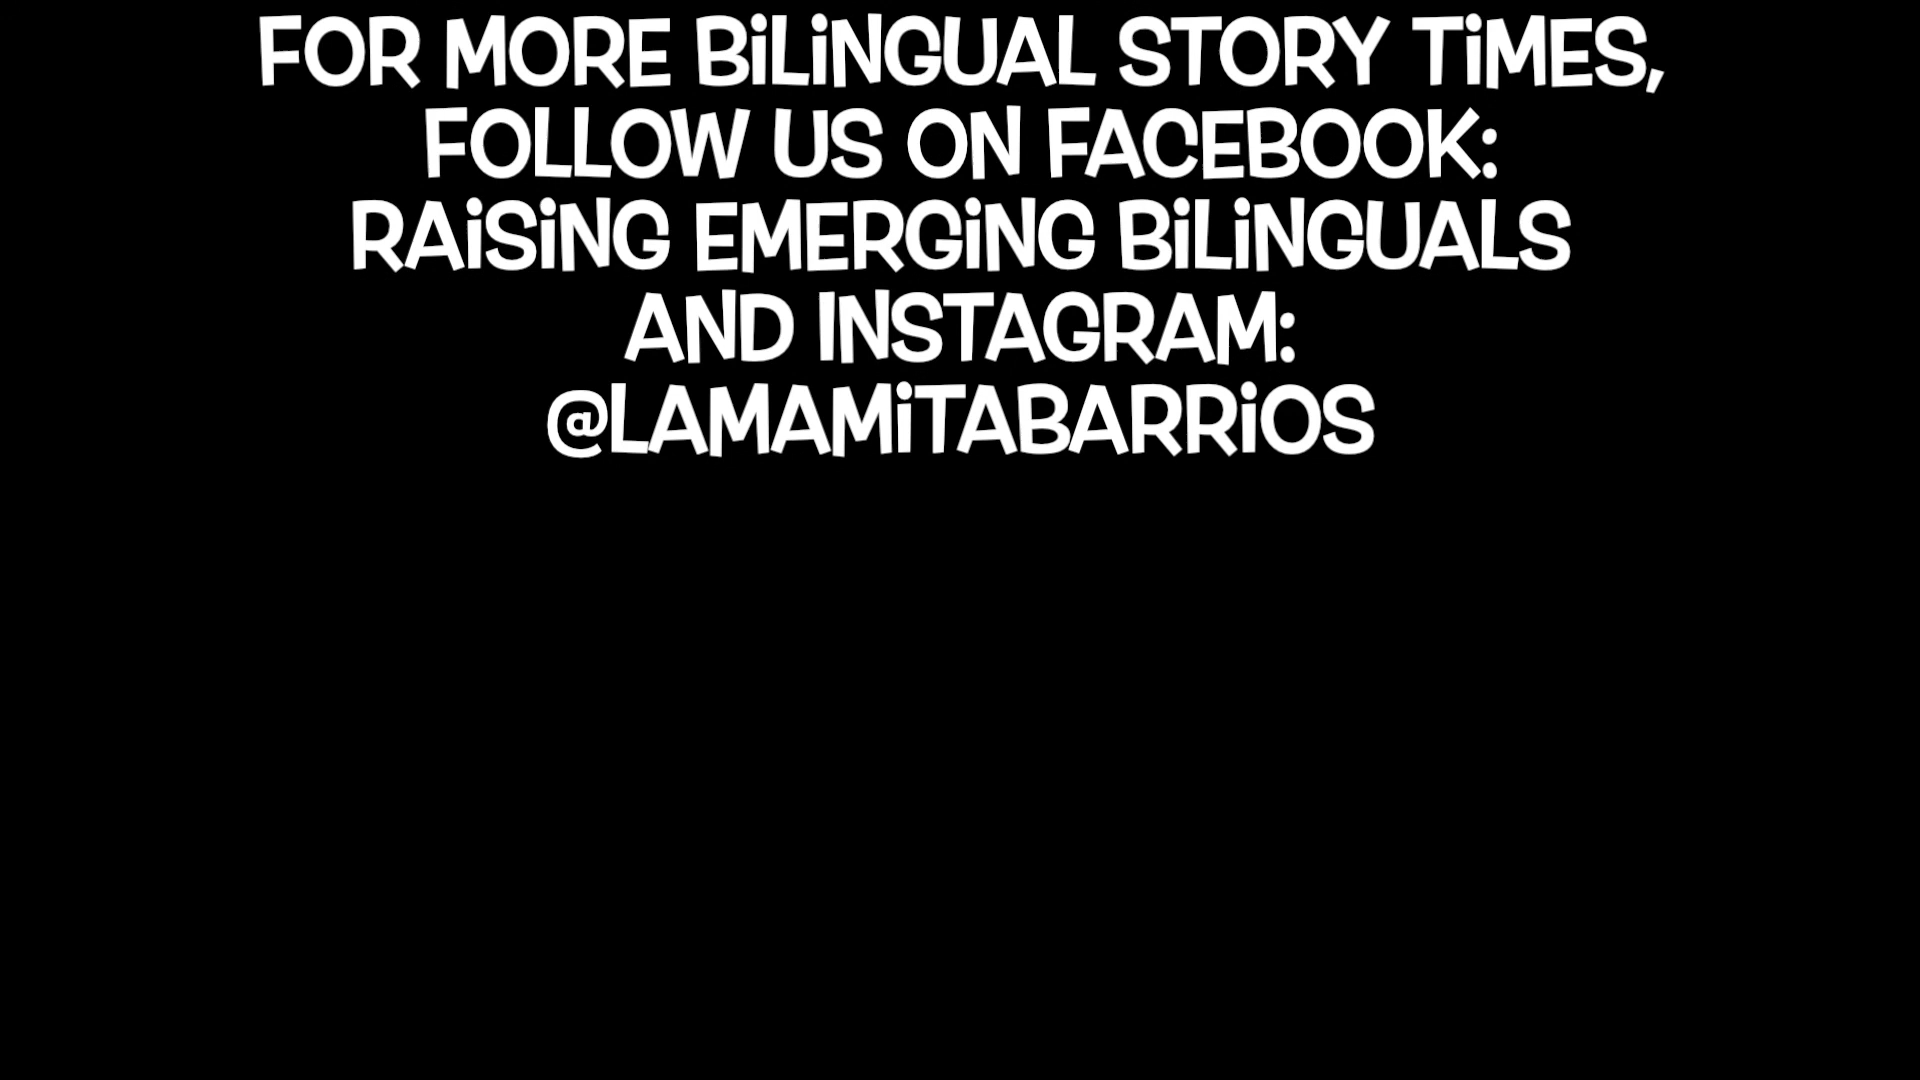 FOR MORE BiLiNGUAL STORY TiMES,
FOLLOW US ON FACEBOOK:
RAiSiNG EMERGiNG BiLiNGUALS
AND INSTAGRAM:
@LAMAMiTABARRiOS